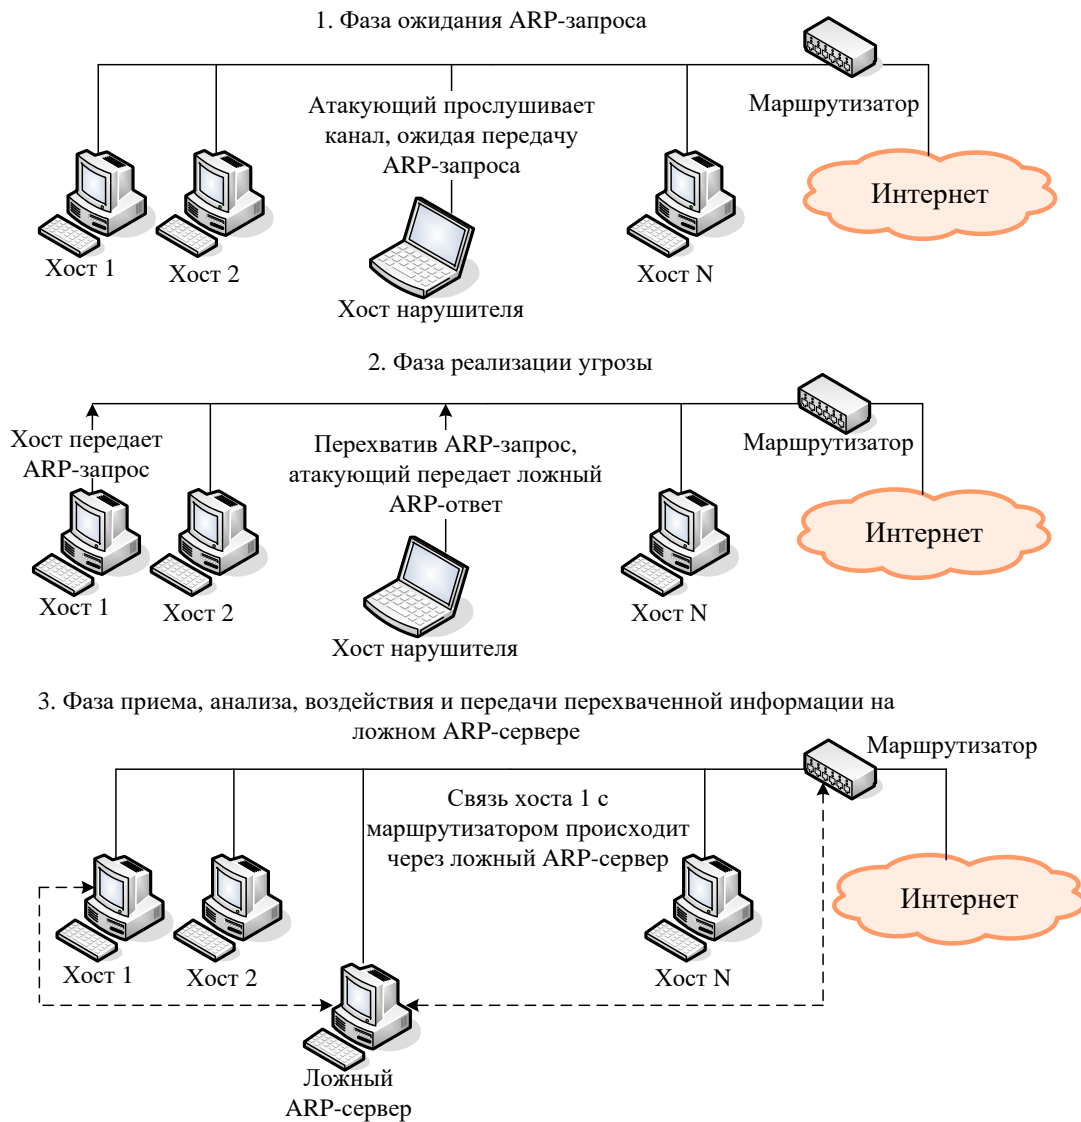 1. Фаза ожидания ARP-запроса
Маршрутизатор
Атакующий прослушивает
канал, ожидая передачу
ARP-запроса
Интернет
Хост 1
Хост 2
Хост N
Хост нарушителя
2. Фаза реализации угрозы
Хост передает
ARP-запрос
Перехватив ARP-запрос,
атакующий передает ложный
ARP-ответ
Маршрутизатор
Интернет
Хост 1
Хост 2
Хост N
Хост нарушителя
3. Фаза приема, анализа, воздействия и передачи перехваченной информации на
ложном ARP-сервере
Маршрутизатор
Связь хоста 1 с
маршрутизатором происходит
через ложный ARP-сервер
Интернет
Хост 1
Хост 2
Хост N
Ложный
ARP-сервер